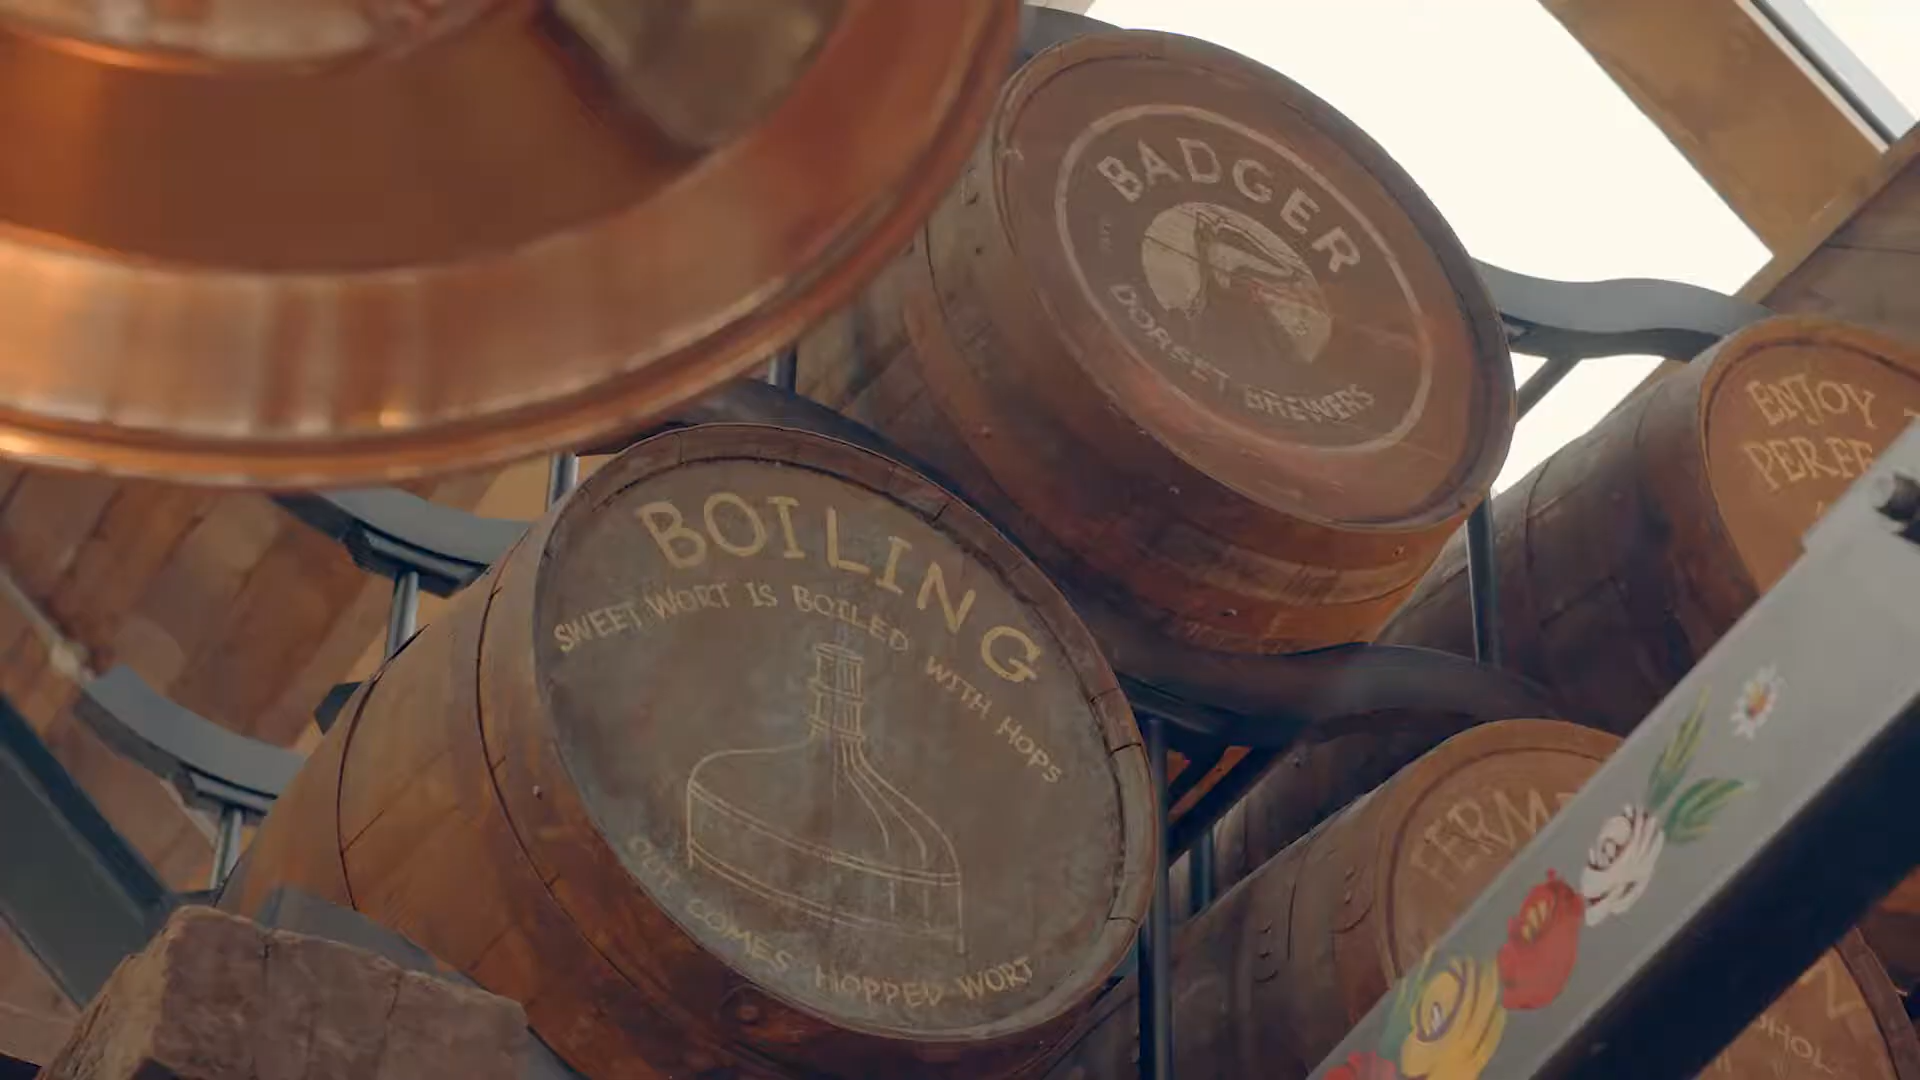 BADGER
DORSET BREWERS
ENJOY
BOILING
SWEET WORT IS BOILED WITH HOPS
OUT COMES HOPPED WORT